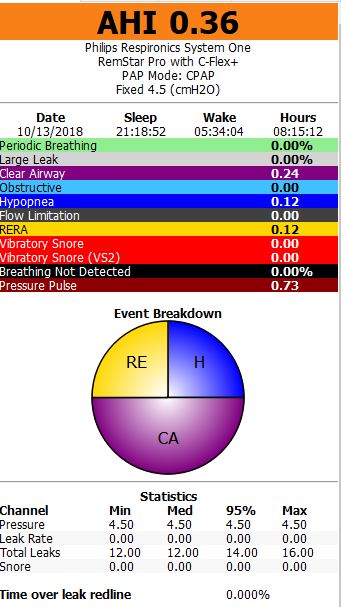 AHI 0.36
Philips Respironics System One
RemStar Pro with C-Flex+
PAP Mode: CPAP
Fixed 4.5 (cmH2O)
Date Sleep Wake Hours
10/13/2018 21:18:52 05:34:04 08:15:12
Periodic Breathing 0.00%
Large Leak 0.00%
Clear Airway 0.24
Obstructive 0.00
Hypopnea 0.12
Flow Limitation 0.00
RERA 0.12
Vibratory Snore 0.00
Vibratory Snore (VS2) 0.00
Breathing Not Detected 0.00%
Pressure Pulse 0.73
Event Breakdown
RE H
CA
Statistics
Channel Min Med 95% Max
Pressure 4.50 4.50 4.50 4.50
Leak Rate 0.00 0.00 0.00 0.00
Total Leaks 12.00 12.00 14.00 16.00
Snore 0.00 0.00 0.00 0.00
Time over leak redline 0.000%